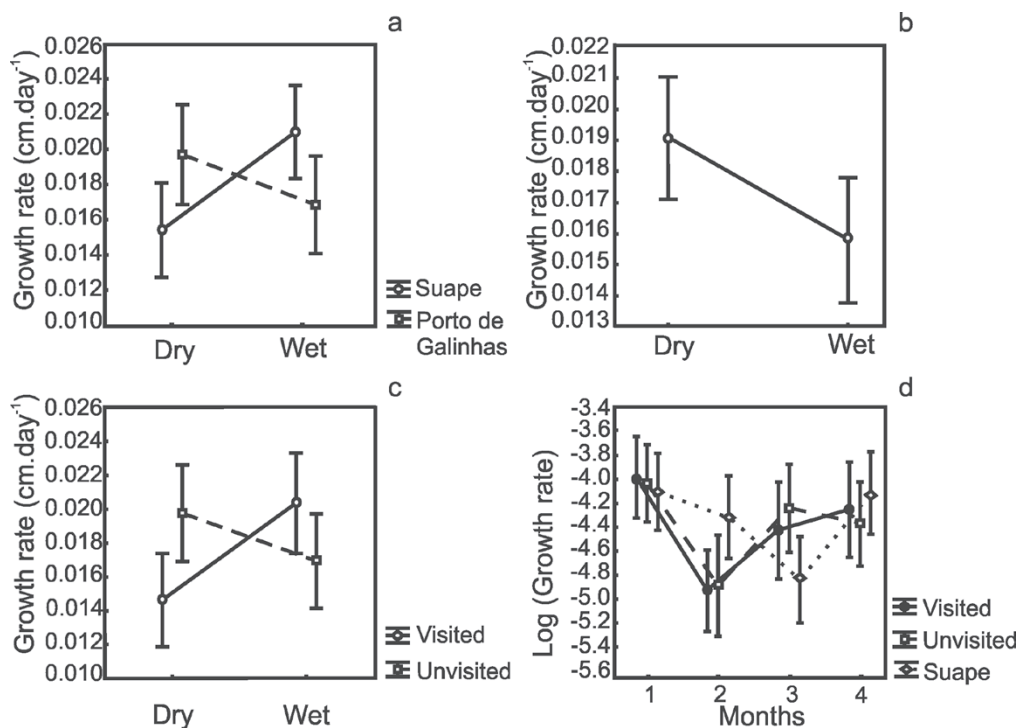 a
Growth rate (cm.day⁻¹)
0.026
0.024
0.022
0.020
0.018
0.016
0.014
0.012
0.010
Dry Wet
Suape
Porto de
Galinhas
b
Growth rate (cm.day⁻¹)
0.022
0.021
0.020
0.019
0.018
0.017
0.016
0.015
0.014
0.013
Dry Wet
c
Growth rate (cm.day⁻¹)
0.026
0.024
0.022
0.020
0.018
0.016
0.014
0.012
0.010
Dry Wet
Visited
Unvisited
d
Log (Growth rate)
-3.4
-3.6
-3.8
-4.0
-4.2
-4.4
-4.6
-4.8
-5.0
-5.2
-5.4
-5.6
1 2 3 4
Months
Visited
Unvisited
Suape